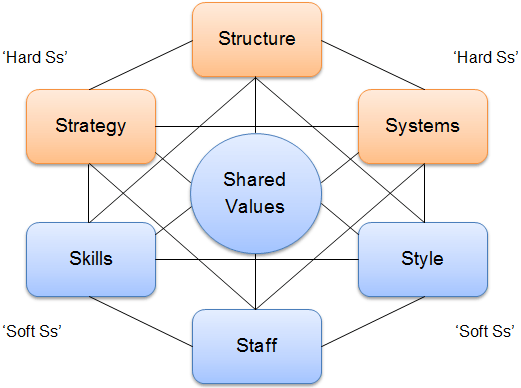 Structure
‘Hard Ss’
‘Hard Ss’
Strategy
Systems
Shared
Values
Skills
Style
‘Soft Ss’
‘Soft Ss’
Staff